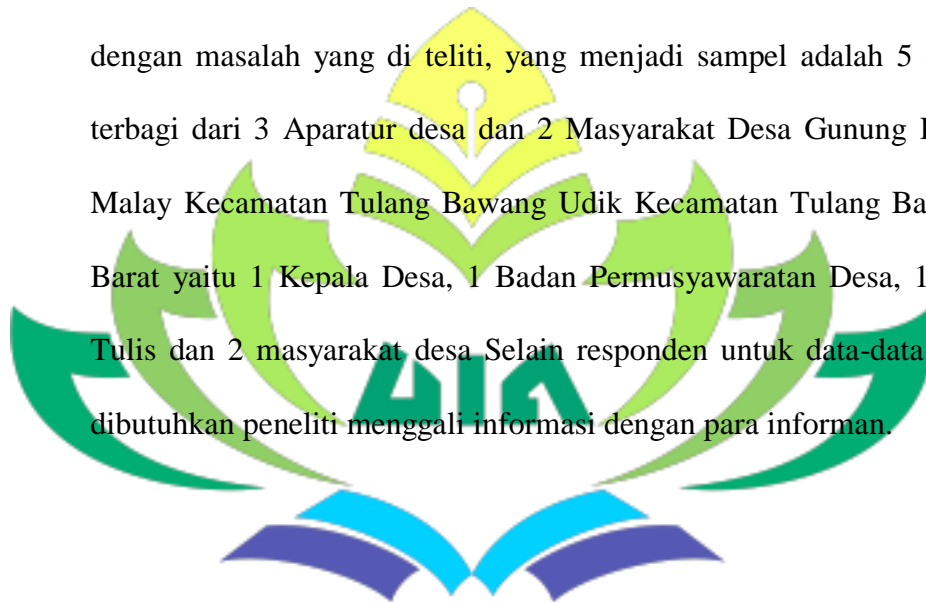 dengan masalah yang di teliti, yang menjadi sampel adalah 5
terbagi dari 3 Aparatur desa dan 2 Masyarakat Desa Gunung
Malay Kecamatan Tulang Bawang Udik Kecamatan Tulang Ba
Barat yaitu 1 Kepala Desa, 1 Badan Permusyawaratan Desa, 1
Tulis dan 2 masyarakat desa Selain responden untuk data-data
dibutuhkan peneliti menggali informasi dengan para informan.